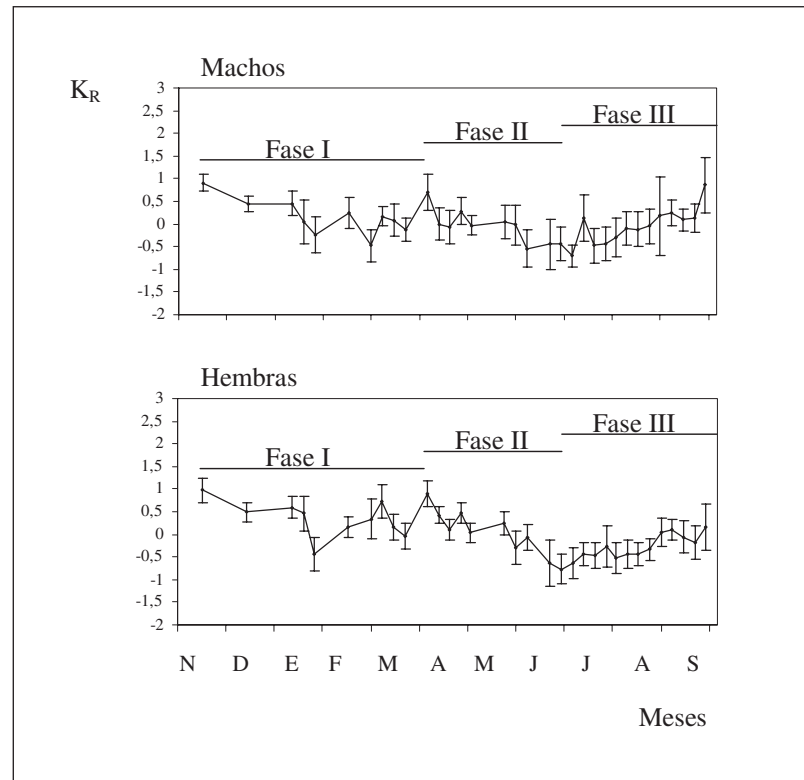 Machos
K_R
3
2,5
2
1,5
1
0,5
0
-0,5
-1
-1,5
-2
Fase I
Fase II
Fase III
Hembras
3
2,5
2
1,5
1
0,5
0
-0,5
-1
-1,5
-2
Fase I
Fase II
Fase III
N D E F M A M J J A S
Meses